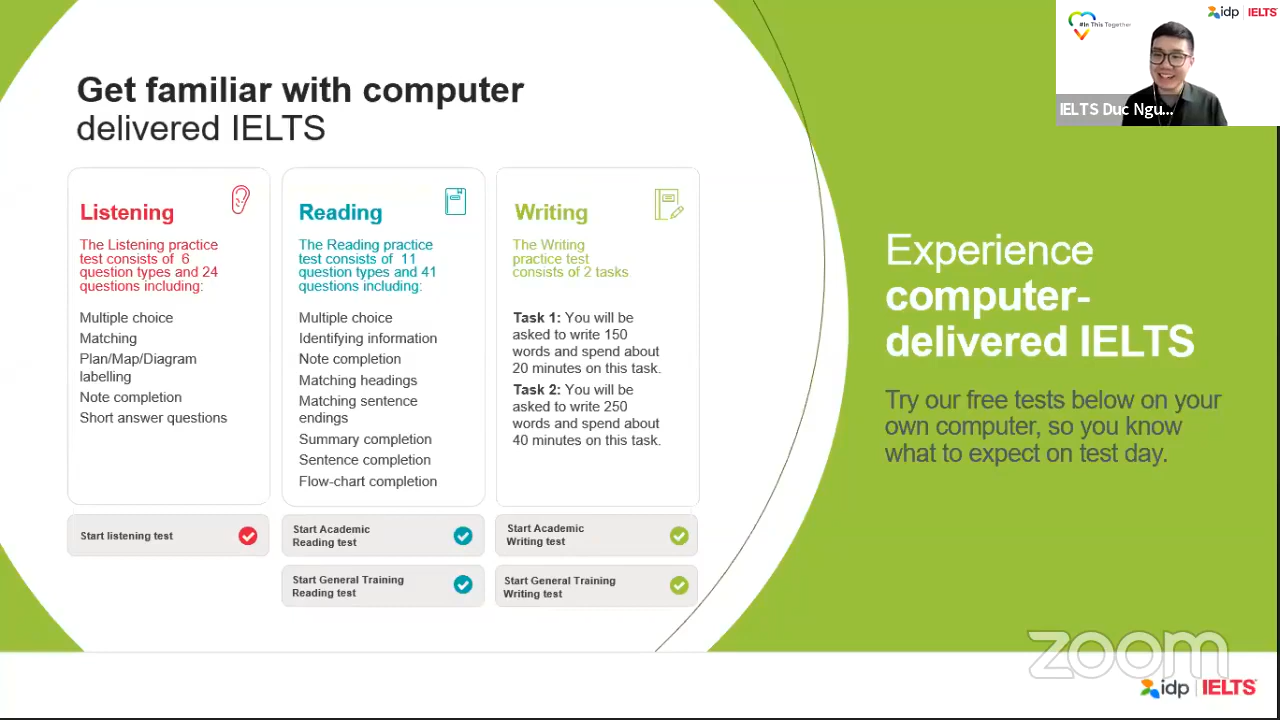 Get familiar with computer
delivered IELTS
Listening
The Listening practice
test consists of 6
question types and 24
questions including:
Multiple choice
Matching
Plan/Map/Diagram
labelling
Note completion
Short answer questions
Start listening test
Reading
The Reading practice
test consists of 11
question types and 41
questions including:
Multiple choice
Identifying information
Note completion
Matching headings
Matching sentence
endings
Summary completion
Sentence completion
Flow-chart completion
Start Academic
Reading test
Start General Training
Reading test
Writing
The Writing
practice test
consists of 2 tasks
Task 1: You will be
asked to write 150
words and spend about
20 minutes on this task.
Task 2: You will be
asked to write 250
words and spend about
40 minutes on this task.
Start Academic
Writing test
Start General Training
Writing test
#In This Together
idp IELTS
IELTS Duc Ngu...
Experience
computer-
delivered IELTS
Try our free tests below on your
own computer, so you know
what to expect on test day.
zoom
idp IELTS